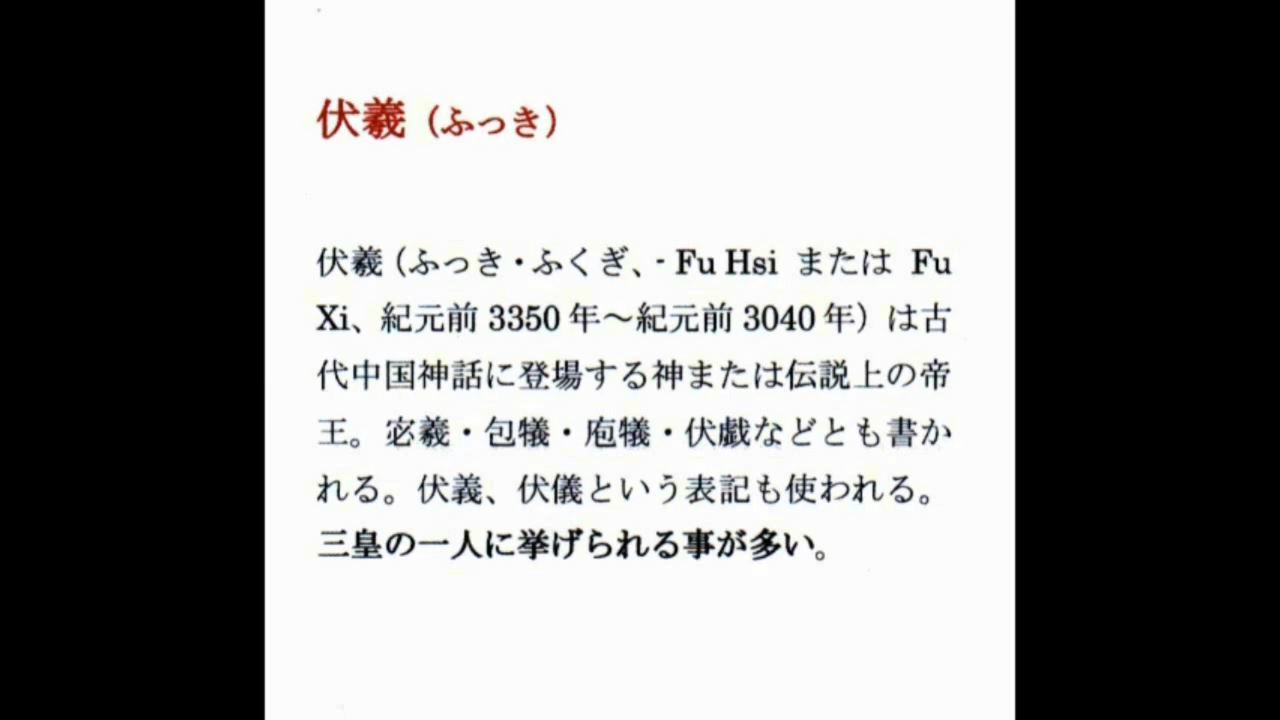 伏羲（ふっき）
伏羲（ふっき・ふくぎ、- Fu Hsi または Fu
Xi、紀元前 3350 年～紀元前 3040 年）は古
代中国神話に登場する神または伝説上の帝
王。宓羲・包犠・庖犠・伏戯などとも書か
れる。伏義、伏儀という表記も使われる。
三皇の一人に挙げられる事が多い。